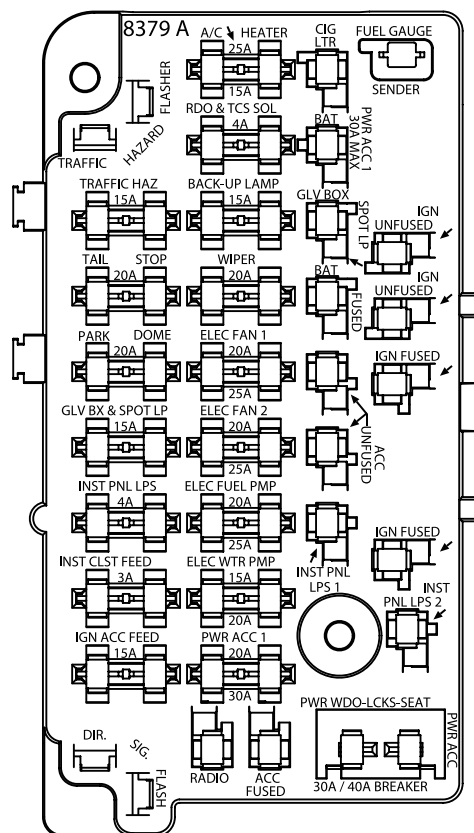 8379 A
A/C HEATER
25A
15A
CIG
LTR
FUEL GAUGE
SENDER
FLASHER
HAZARD
TRAFFIC
RDO & TCS SOL
4A
BAT
PWR ACC 1
30A MAX
TRAFFIC HAZ
15A
BACK-UP LAMP
15A
GLV BOX
SPOT LP
IGN
UNFUSED
TAIL STOP
20A
WIPER
20A
BAT
FUSED
IGN
UNFUSED
PARK DOME
20A
ELEC FAN 1
20A
25A
IGN FUSED
GLV BX & SPOT LP
15A
ELEC FAN 2
20A
25A
ACC
UNFUSED
INST PNL LPS
4A
ELEC FUEL PMP
20A
25A
INST PNL
LPS 1
IGN FUSED
INST CLST FEED
3A
ELEC WTR PMP
15A
20A
INST
PNL LPS 2
IGN ACC FEED
15A
PWR ACC 1
20A
30A
PWR WDO-LCKS-SEAT
PWR ACC
30A / 40A BREAKER
DIR.
SIG.
FLASH
RADIO
ACC
FUSED